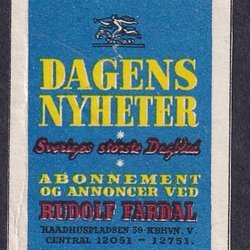 DAGENS
NYHETER
Sveriges största Dagblad
ABONNEMENT
OG ANNONCER VED
RUDOLF FARDAL
RAADHUSPLADSEN 59 KBHVN. V.
CENTRAL 12051 - 12751.